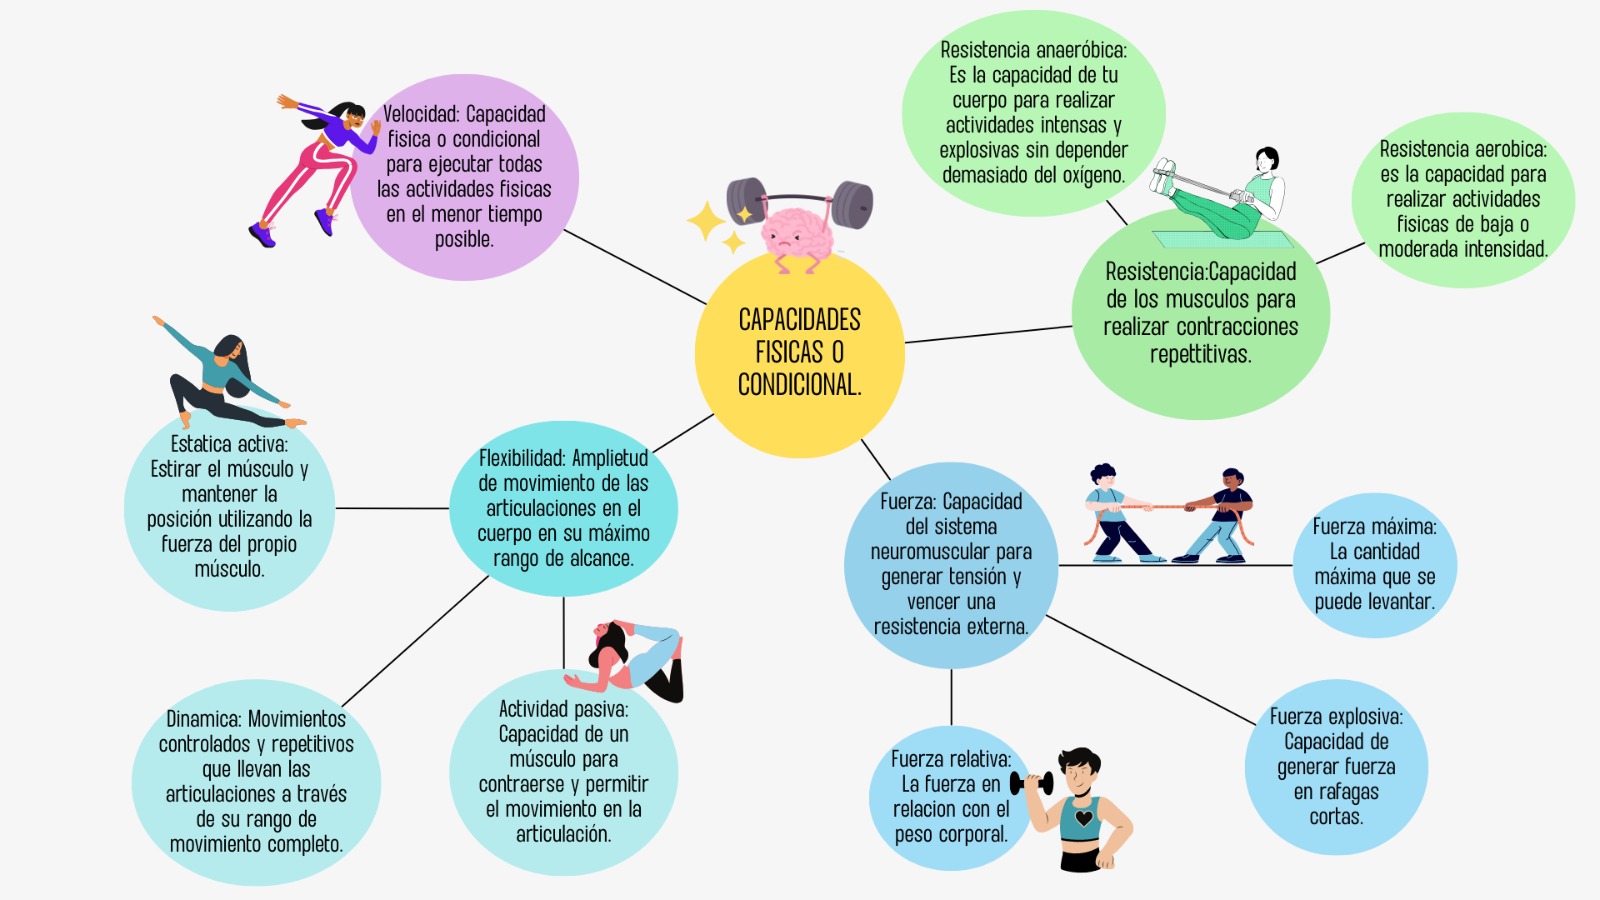 CAPACIDADES
FISICAS O
CONDICIONAL.
Velocidad: Capacidad
fisica o condicional
para ejecutar todas
las actividades fisicas
en el menor tiempo
posible.
Resistencia anaeróbica:
Es la capacidad de tu
cuerpo para realizar
actividades intensas y
explosivas sin depender
demasiado del oxígeno.
Resistencia aerobica:
es la capacidad para
realizar actividades
fisicas de baja o
moderada intensidad.
Resistencia:Capacidad
de los musculos para
realizar contracciones
repettitivas.
Estatica activa:
Estirar el músculo y
mantener la
posición utilizando la
fuerza del propio
músculo.
Flexibilidad: Amplietud
de movimiento de las
articulaciones en el
cuerpo en su máximo
rango de alcance.
Fuerza: Capacidad
del sistema
neuromuscular para
generar tensión y
vencer una
resistencia externa.
Fuerza máxima:
La cantidad
máxima que se
puede levantar.
Dinamica: Movimientos
controlados y repetitivos
que llevan las
articulaciones a través
de su rango de
movimiento completo.
Actividad pasiva:
Capacidad de un
músculo para
contraerse y permitir
el movimiento en la
articulación.
Fuerza relativa:
La fuerza en
relacion con el
peso corporal.
Fuerza explosiva:
Capacidad de
generar fuerza
en rafagas
cortas.